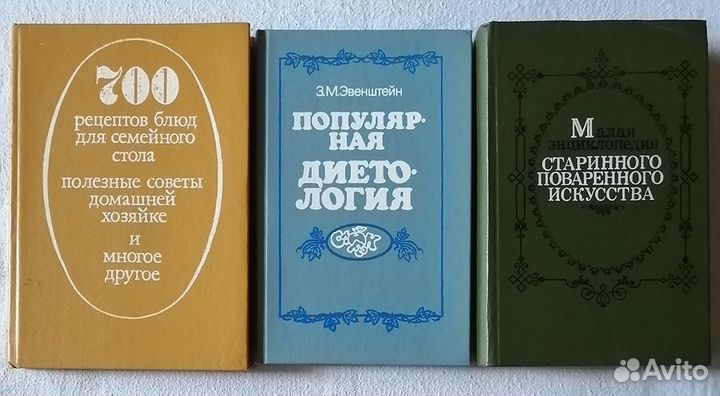 700
рецептов блюд
для семейного
стола
полезные советы
домашней
хозяйке
и
многое
другое
З.М.Эвенштейн
ПОПУЛЯР-
НАЯ
ДИЕТО-
ЛОГИЯ
Малая
энциклопедия
СТАРИННОГО
ПОВАРЕННОГО
ИСКУССТВА
Avito